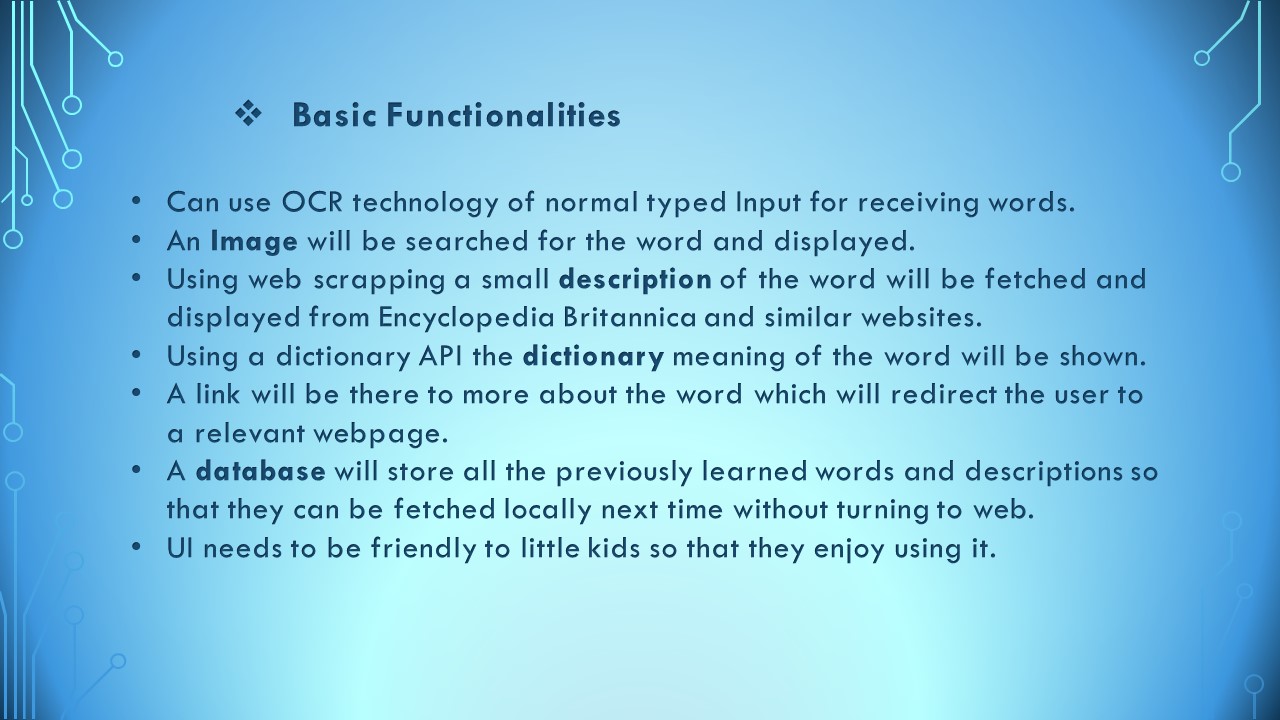 ❖ Basic Functionalities
• Can use OCR technology of normal typed Input for receiving words.
• An Image will be searched for the word and displayed.
• Using web scrapping a small description of the word will be fetched and
displayed from Encyclopedia Britannica and similar websites.
• Using a dictionary API the dictionary meaning of the word will be shown.
• A link will be there to more about the word which will redirect the user to
a relevant webpage.
• A database will store all the previously learned words and descriptions so
that they can be fetched locally next time without turning to web.
• UI needs to be friendly to little kids so that they enjoy using it.